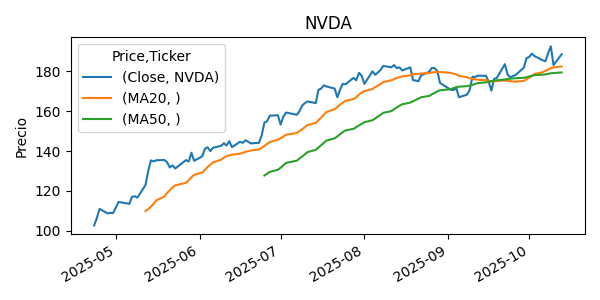 NVDA
Price,Ticker
(Close, NVDA)
(MA20, )
(MA50, )
Precio
180
160
140
120
100
2025-05
2025-06
2025-07
2025-08
2025-09
2025-10